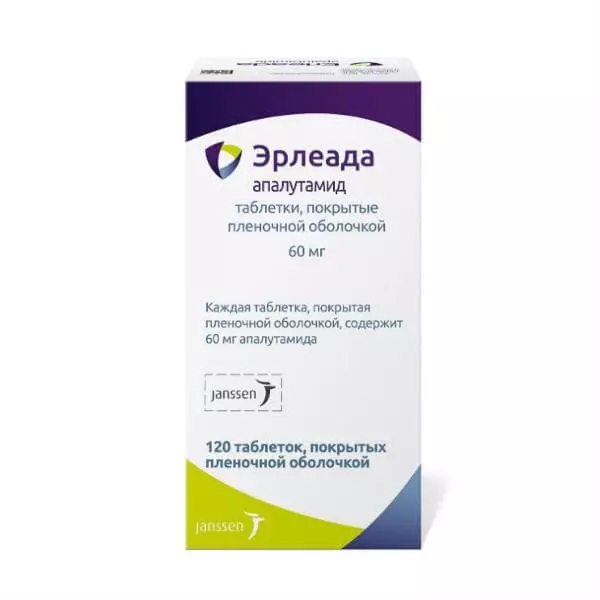 Erleada
Эрлеада
апалутамид
таблетки, покрытые
пленочной оболочкой
60 мг
Каждая таблетка, покрытая
пленочной оболочкой, содержит
60 мг апалутамида
janssen
120 таблеток, покрытых
пленочной оболочкой
janssen